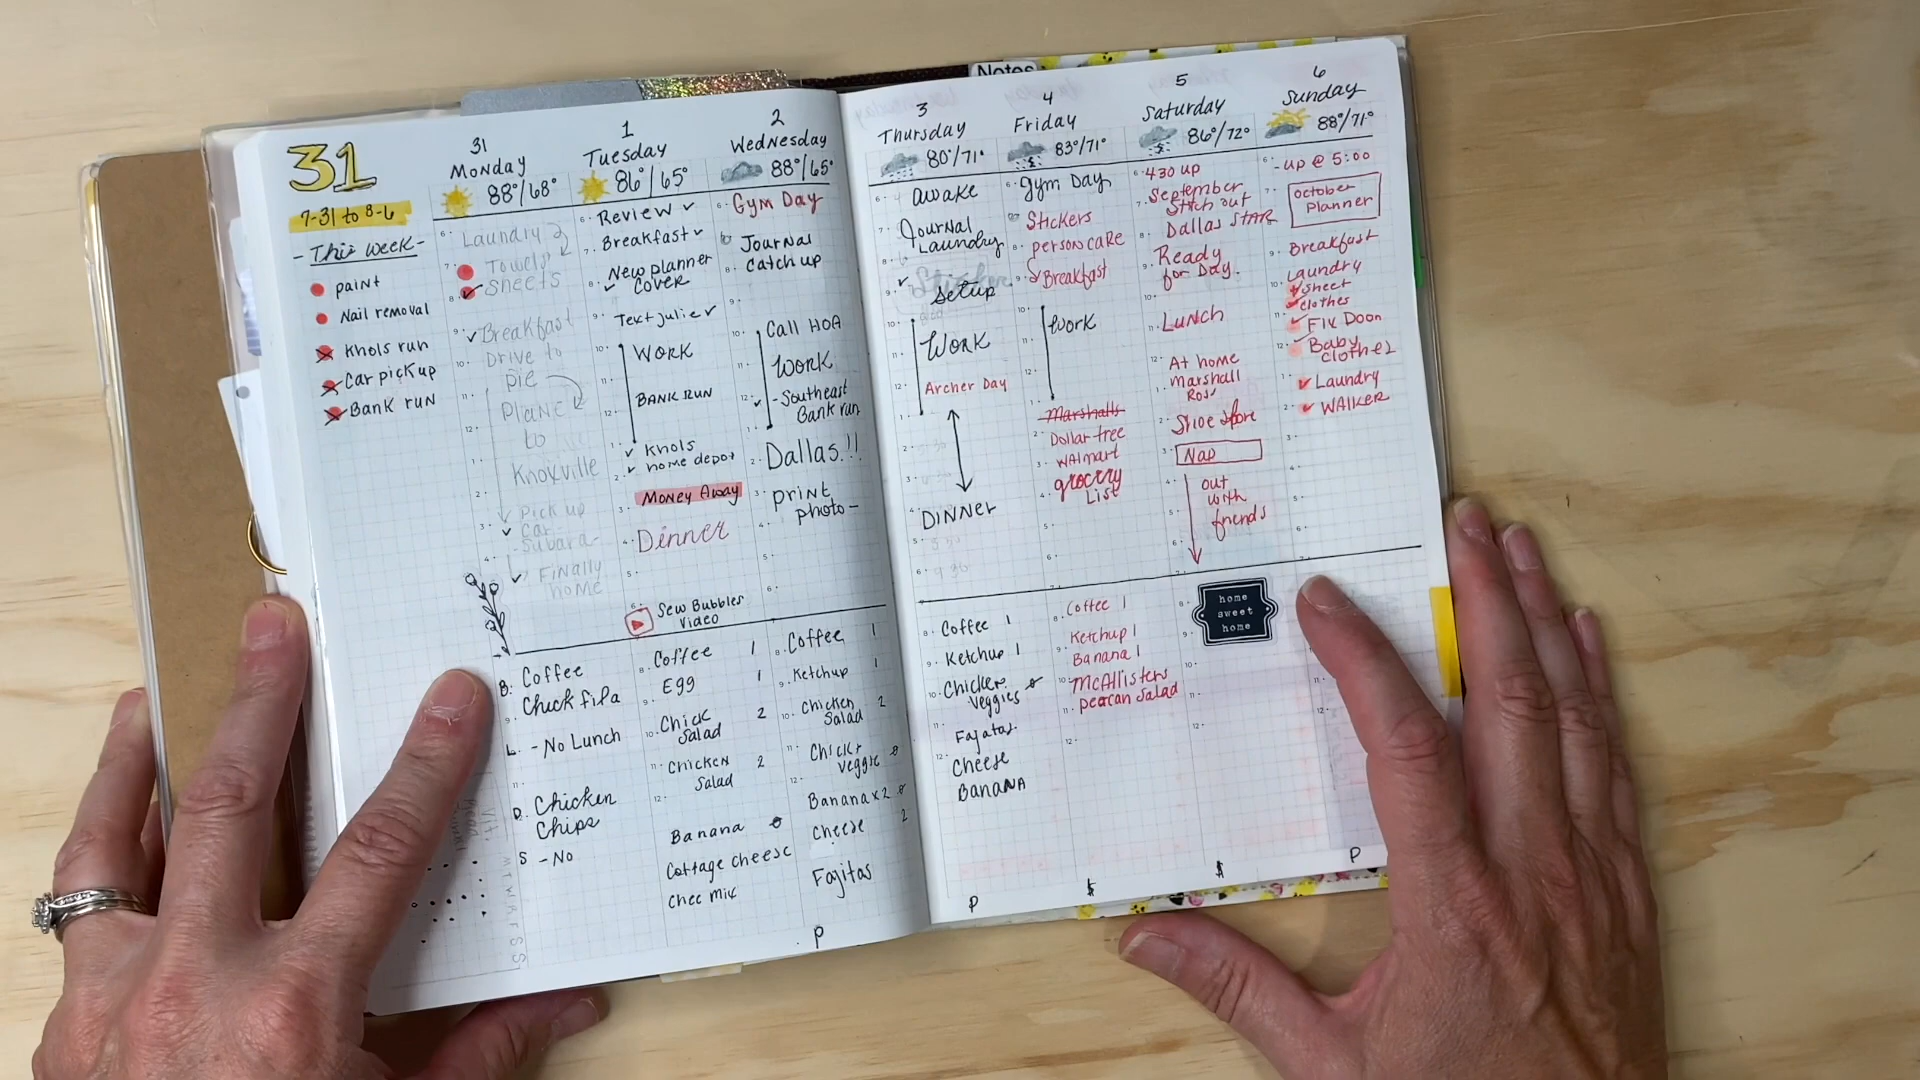 Notes
31
7-31 to 8-6
- This week -
paint
Nail removal
Khols run
Car pick up
Bank run
31
Monday
88°/68°
Laundry
Towels
Sheets
Breakfast
Drive to
pie
Plane
to
Knoxville
Pick up
Car
- Subara
Finally
home
1
Tuesday
86°/65°
Review
Breakfast
New planner
cover
Text julie
WORK
BANK RUN
Khols
home depot
Money Away
Dinner
Sew Bubbles
Video
2
Wednesday
88°/65°
Gym Day
Journal
Catch up
Call HOA
Work
- Southeast
Bank run
Dallas!!
print
photo -
3
Thursday
80°/71°
Awake
Journal
Laundry
Setup
Work
Archer Day
DINNER
4
Friday
83°/71°
Gym Day
Stickers
person care
Breakfast
Work
Marshalls
Dollar tree
Walmart
grocery
List
5
Saturday
86°/72°
430 up
September
Stitch out
Dallas STAR
Ready
for Day.
Lunch
At home
Marshall
Ross
Shoe store
Nap
out
with
friends
home
sweet
home
6
Sunday
88°/71°
- up @ 5:00
october
Planner
Breakfast
Laundry
sheet
clothes
Fix Door
Baby
clothes
Laundry
WALKER
B. Coffee
Chick fila
L. - No Lunch
D. Chicken
Chips
S - No
Coffee 1
Egg 1
Chick 2
Salad
Chicken 2
Salad
Banana
Cottage cheese
Chec mix
Coffee 1
Ketchup 1
Chicken
Salad 2
Chick +
Veggie
Banana x2
Cheese 2
Fajitas
P
Coffee 1
Ketchup 1
Chicken
Veggies
Fajatas
Cheese
BANANA
P
Coffee 1
Ketchup 1
Banana 1
McAllisters
pecan Salad
$
$
P
Vit.
Read
M T W R F S S